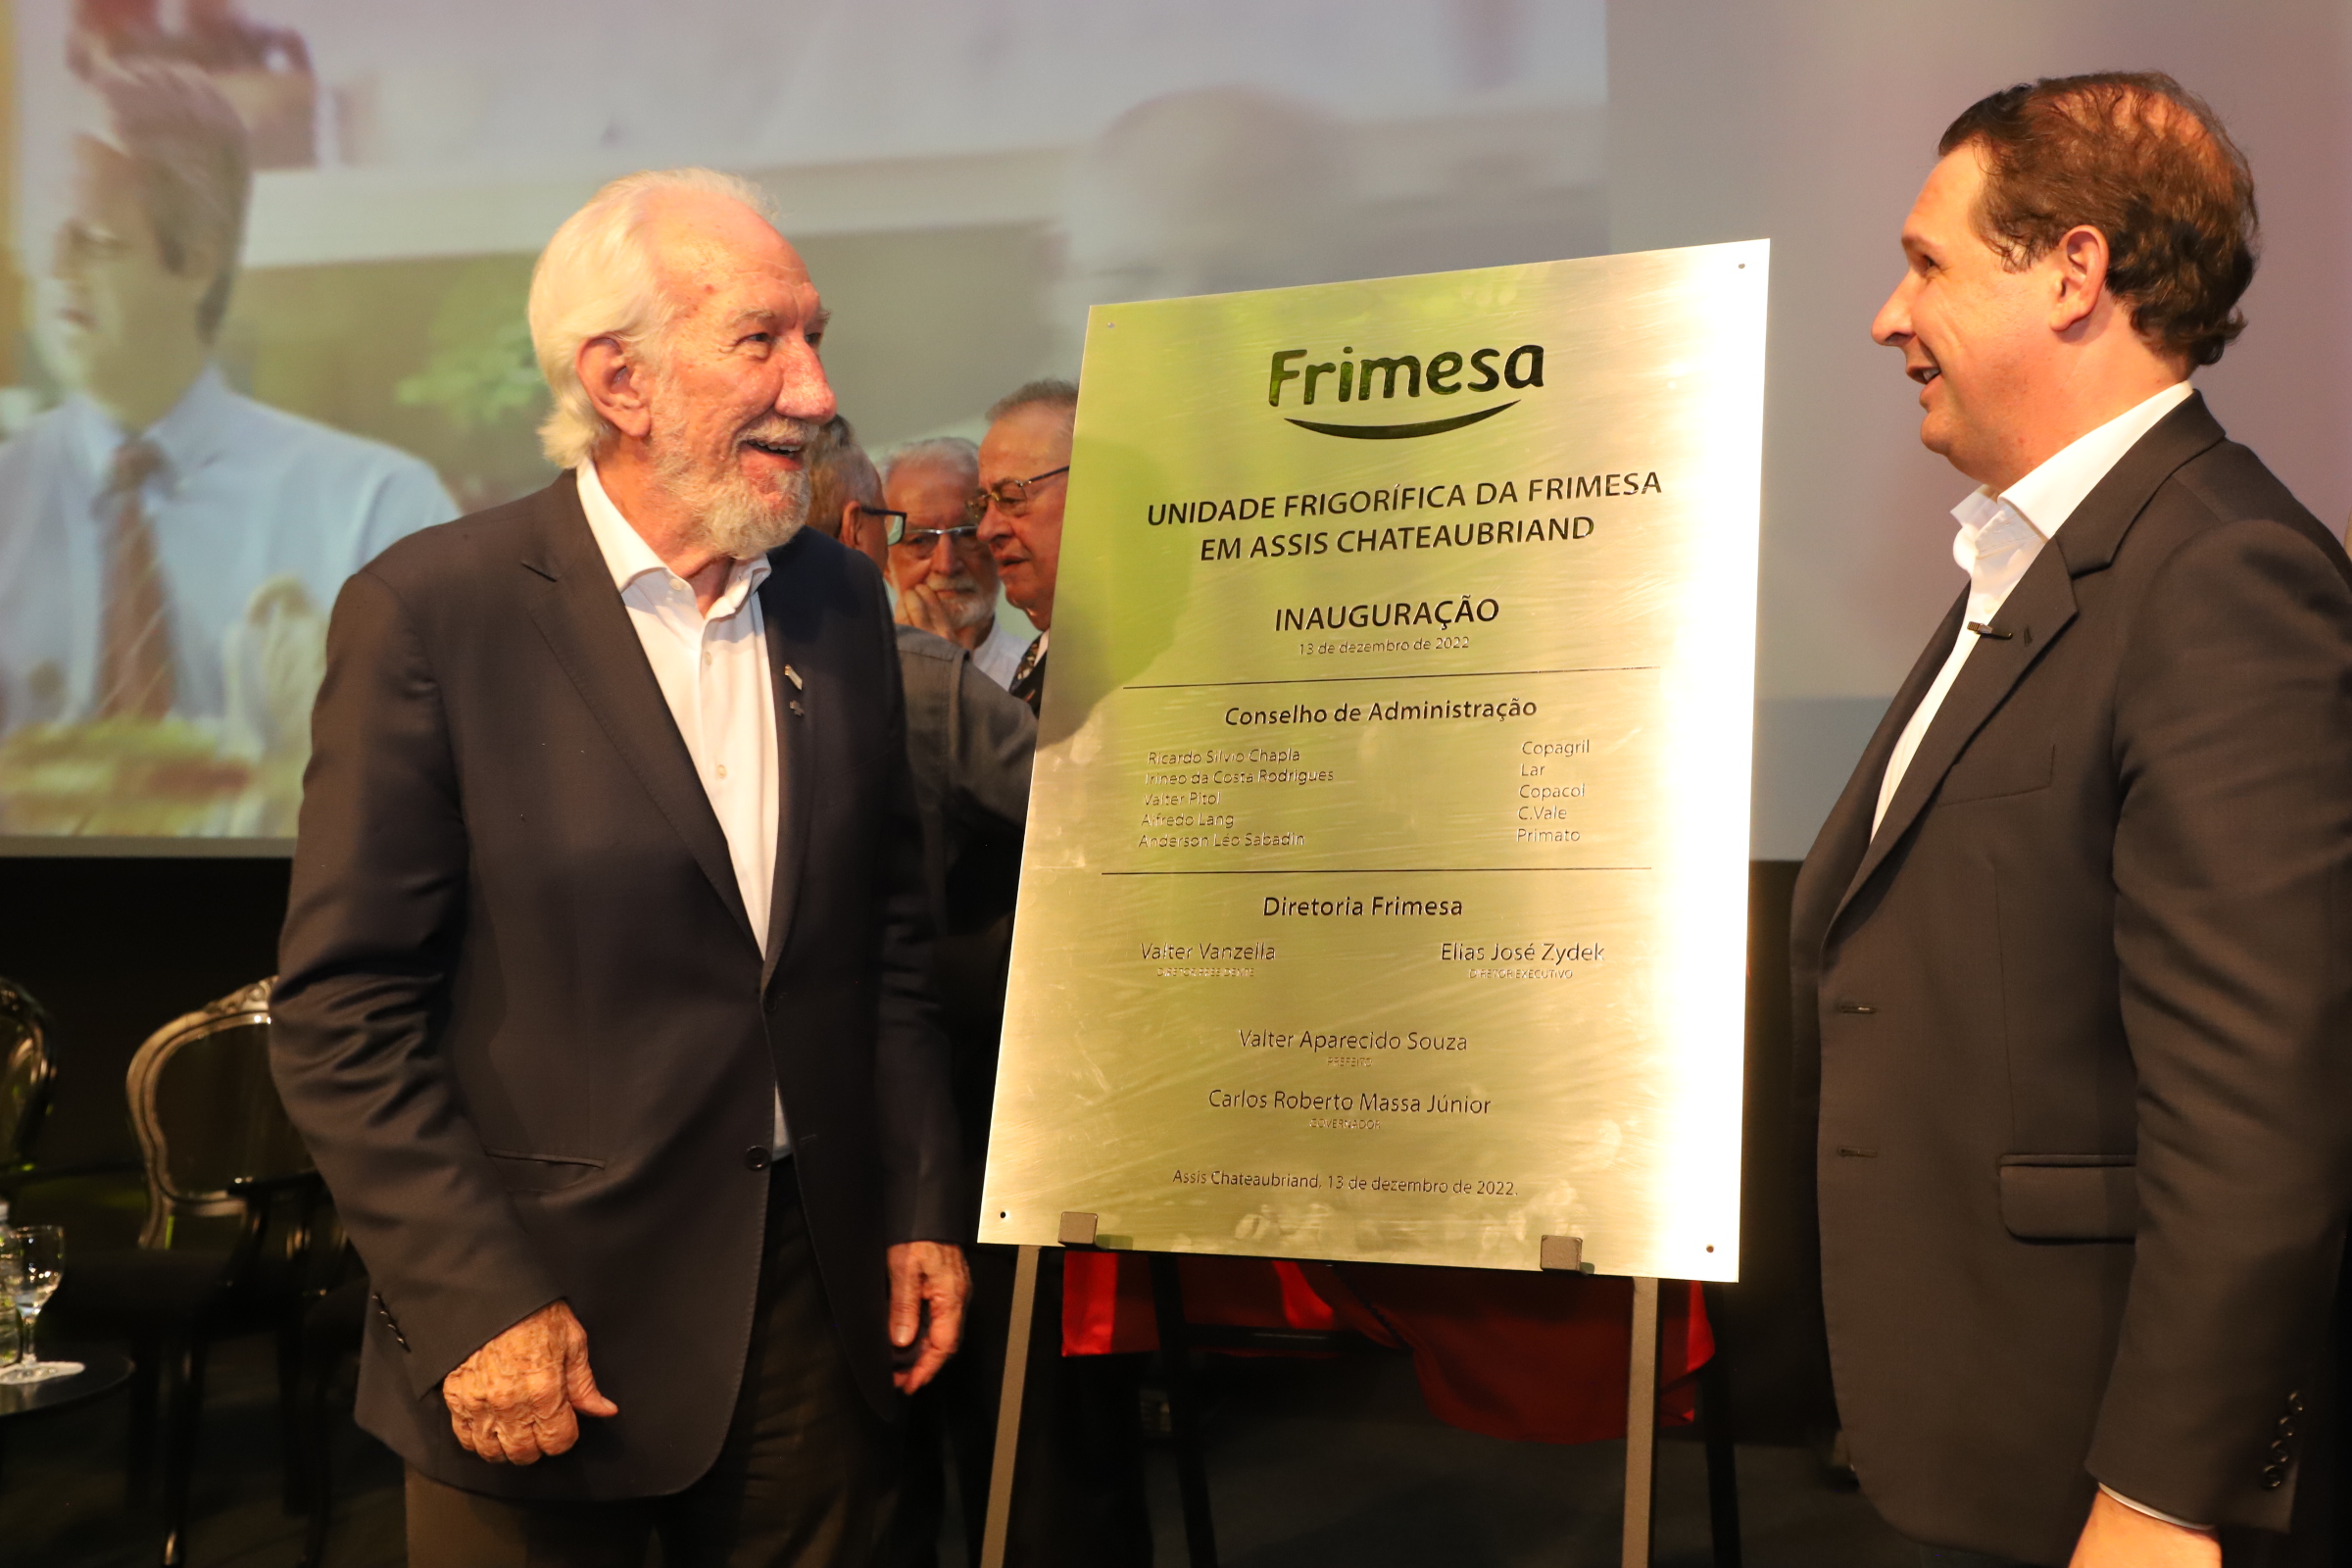 Frimesa
UNIDADE FRIGORÍFICA DA FRIMESA
EM ASSIS CHATEAUBRIAND
INAUGURAÇÃO
13 de dezembro de 2022
Conselho de Administração
Ricardo Sílvio Chapla Copagril
Irineo da Costa Rodrigues Lar
Valter Pitol Copacol
Alfredo Lang C.Vale
Anderson Léo Sabadin Primato
Diretoria Frimesa
Valter Vanzella Elias José Zydek
DIRETOR PRESIDENTE DIRETOR EXECUTIVO
Valter Aparecido Souza
PREFEITO
Carlos Roberto Massa Júnior
GOVERNADOR
Assis Chateaubriand, 13 de dezembro de 2022.